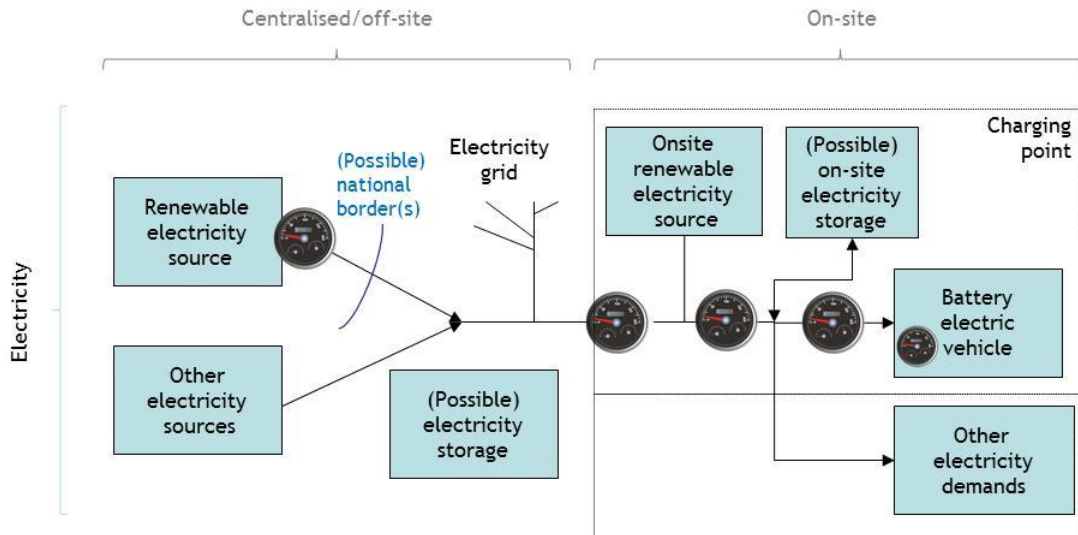 Centralised/off-site
On-site
Electricity
Renewable
electricity
source
(Possible)
national
border(s)
Electricity
grid
Onsite
renewable
electricity
source
(Possible)
on-site
electricity
storage
Charging
point
Battery
electric
vehicle
Other
electricity
sources
(Possible)
electricity
storage
Other
electricity
demands